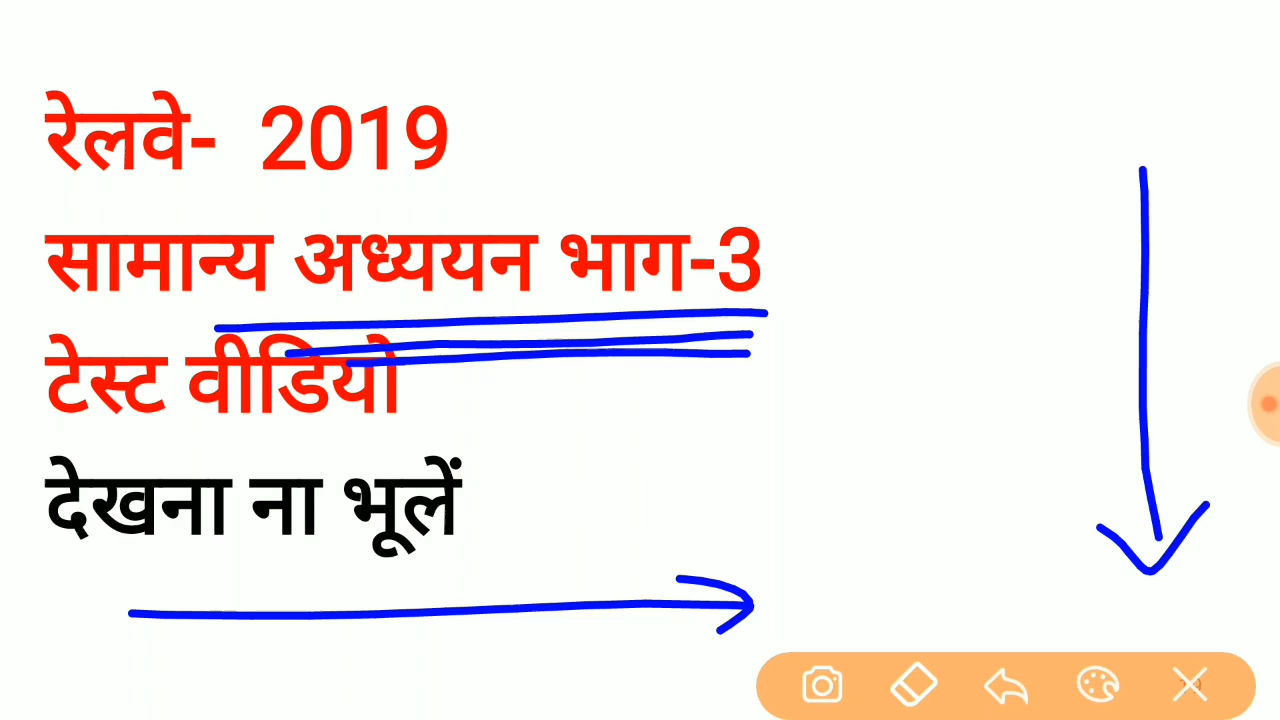 रेलवे- 2019
सामान्य अध्ययन भाग-3
टेस्ट वीडियो
देखना ना भूलें